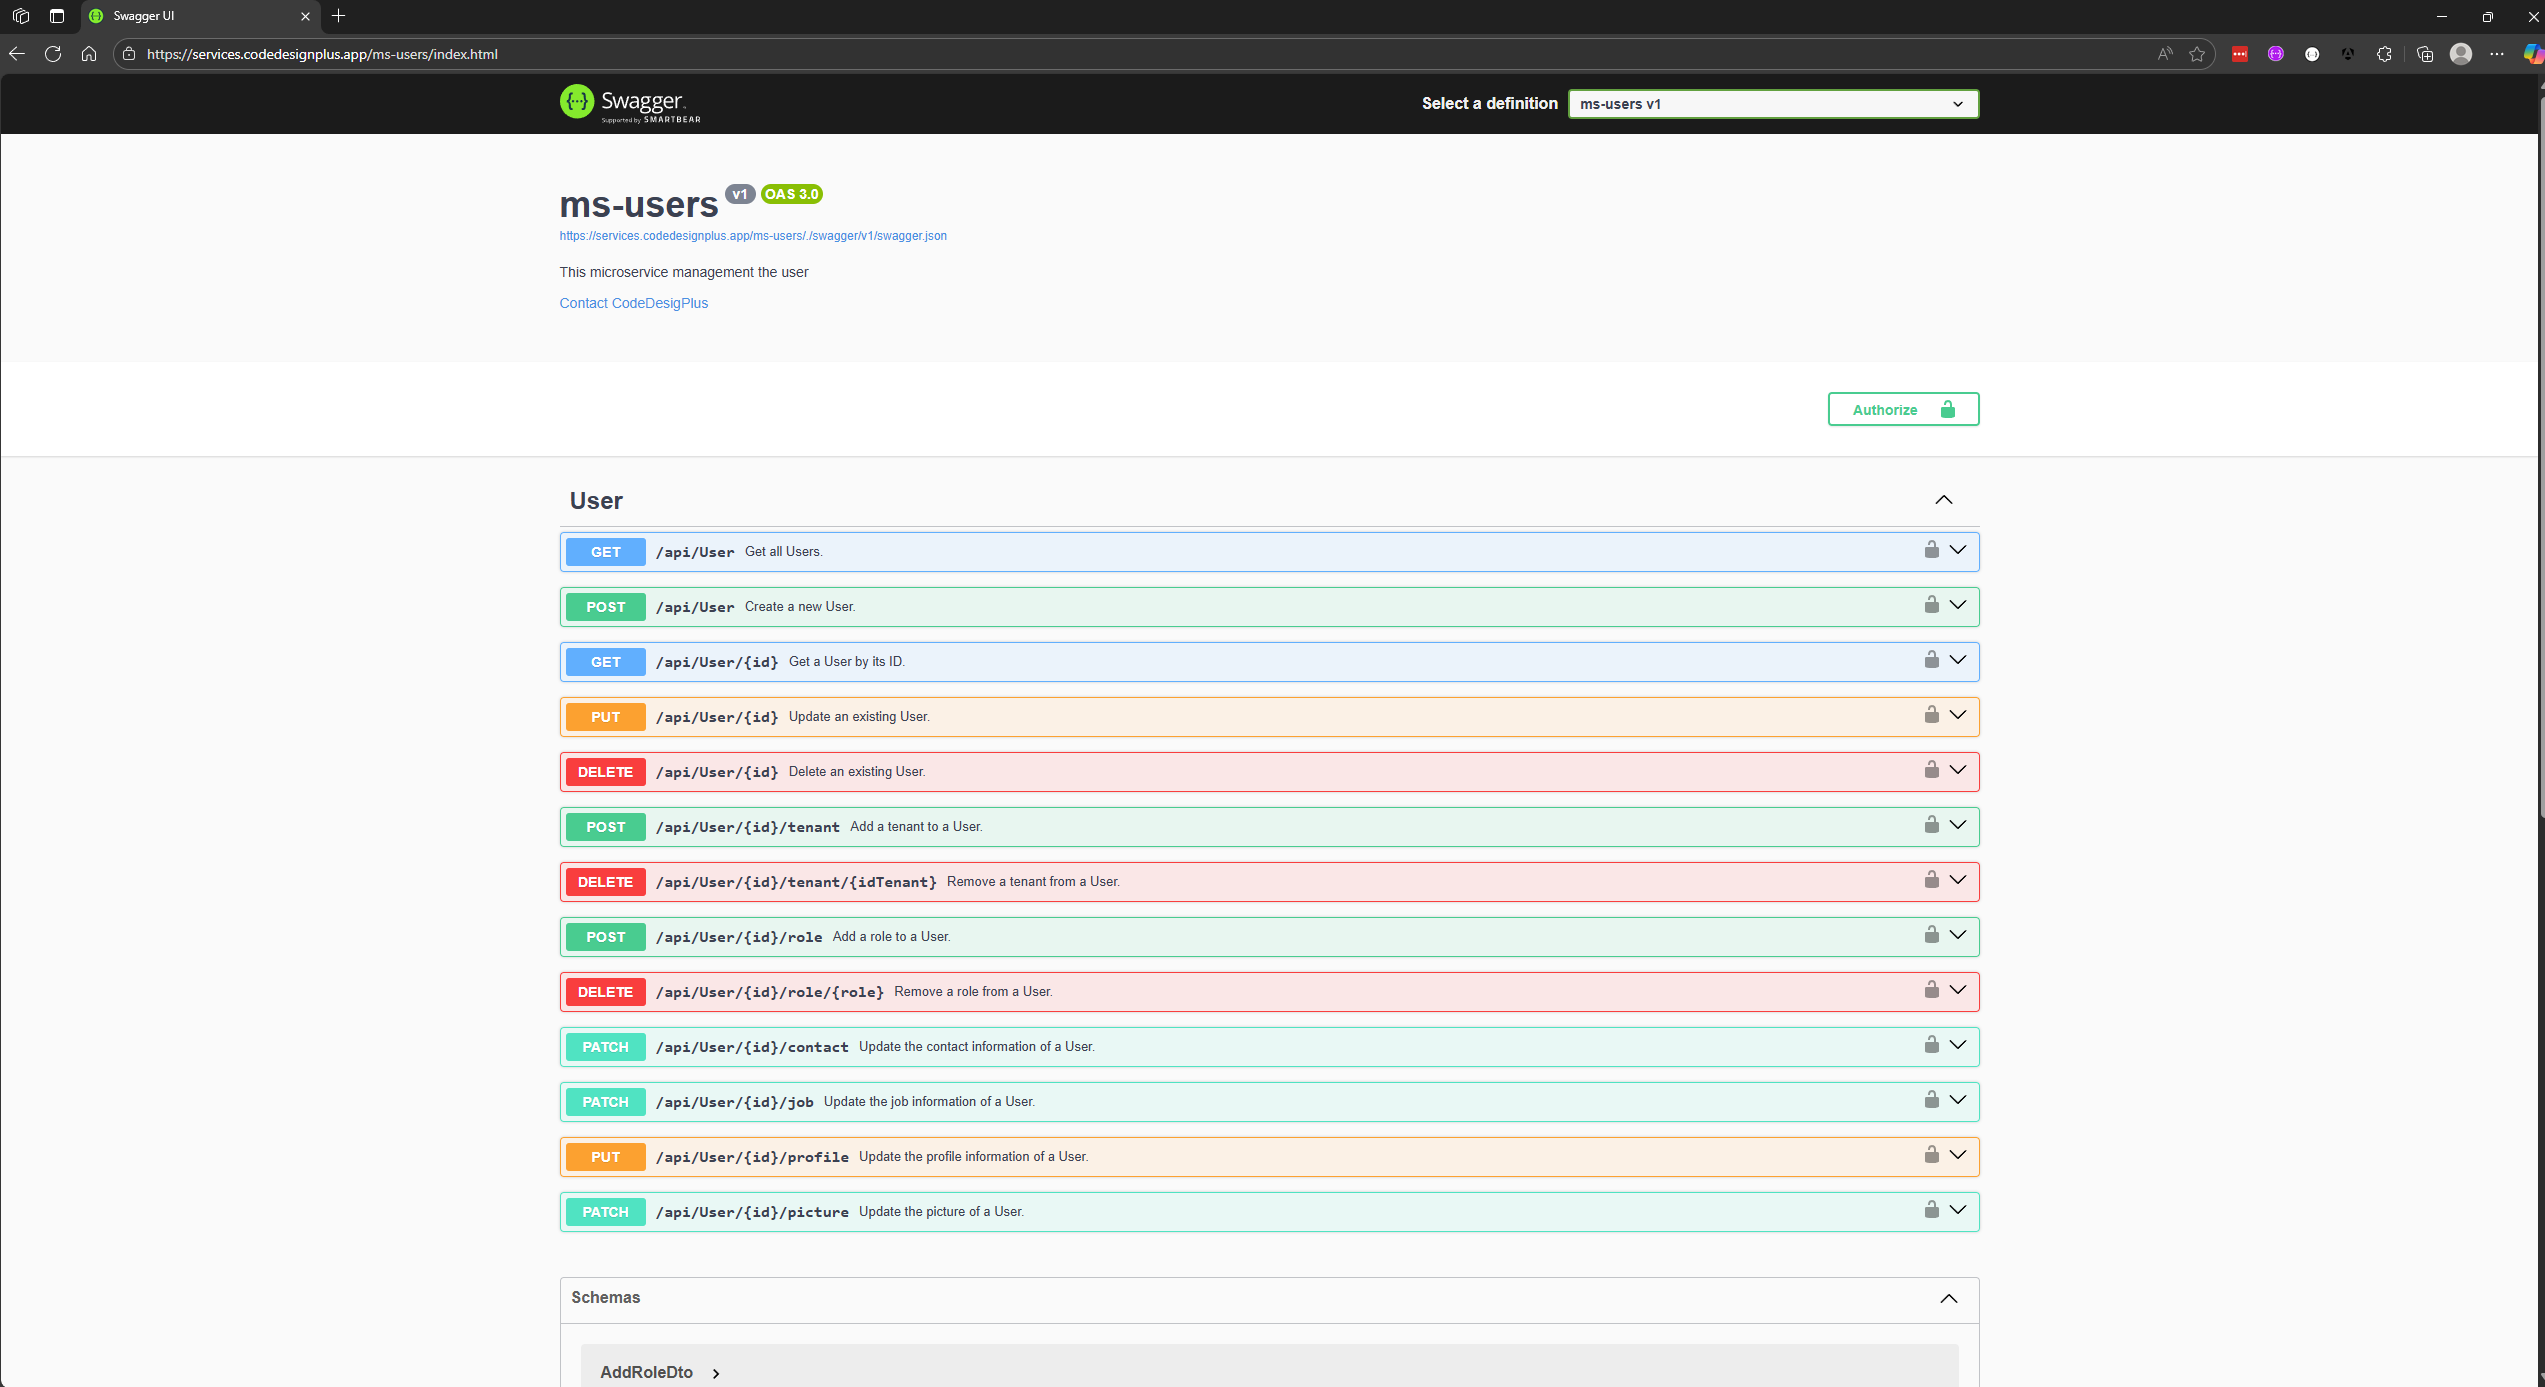 Swagger UI
https://services.codedesignplus.app/ms-users/index.html
Swagger
Supported by SMARTBEAR
Select a definition
ms-users v1
ms-users v1 OAS 3.0
https://services.codedesignplus.app/ms-users/./swagger/v1/swagger.json
This microservice management the user
Contact CodeDesigPlus
Authorize
User
GET /api/User Get all Users.
POST /api/User Create a new User.
GET /api/User/{id} Get a User by its ID.
PUT /api/User/{id} Update an existing User.
DELETE /api/User/{id} Delete an existing User.
POST /api/User/{id}/tenant Add a tenant to a User.
DELETE /api/User/{id}/tenant/{idTenant} Remove a tenant from a User.
POST /api/User/{id}/role Add a role to a User.
DELETE /api/User/{id}/role/{role} Remove a role from a User.
PATCH /api/User/{id}/contact Update the contact information of a User.
PATCH /api/User/{id}/job Update the job information of a User.
PUT /api/User/{id}/profile Update the profile information of a User.
PATCH /api/User/{id}/picture Update the picture of a User.
Schemas
AddRoleDto